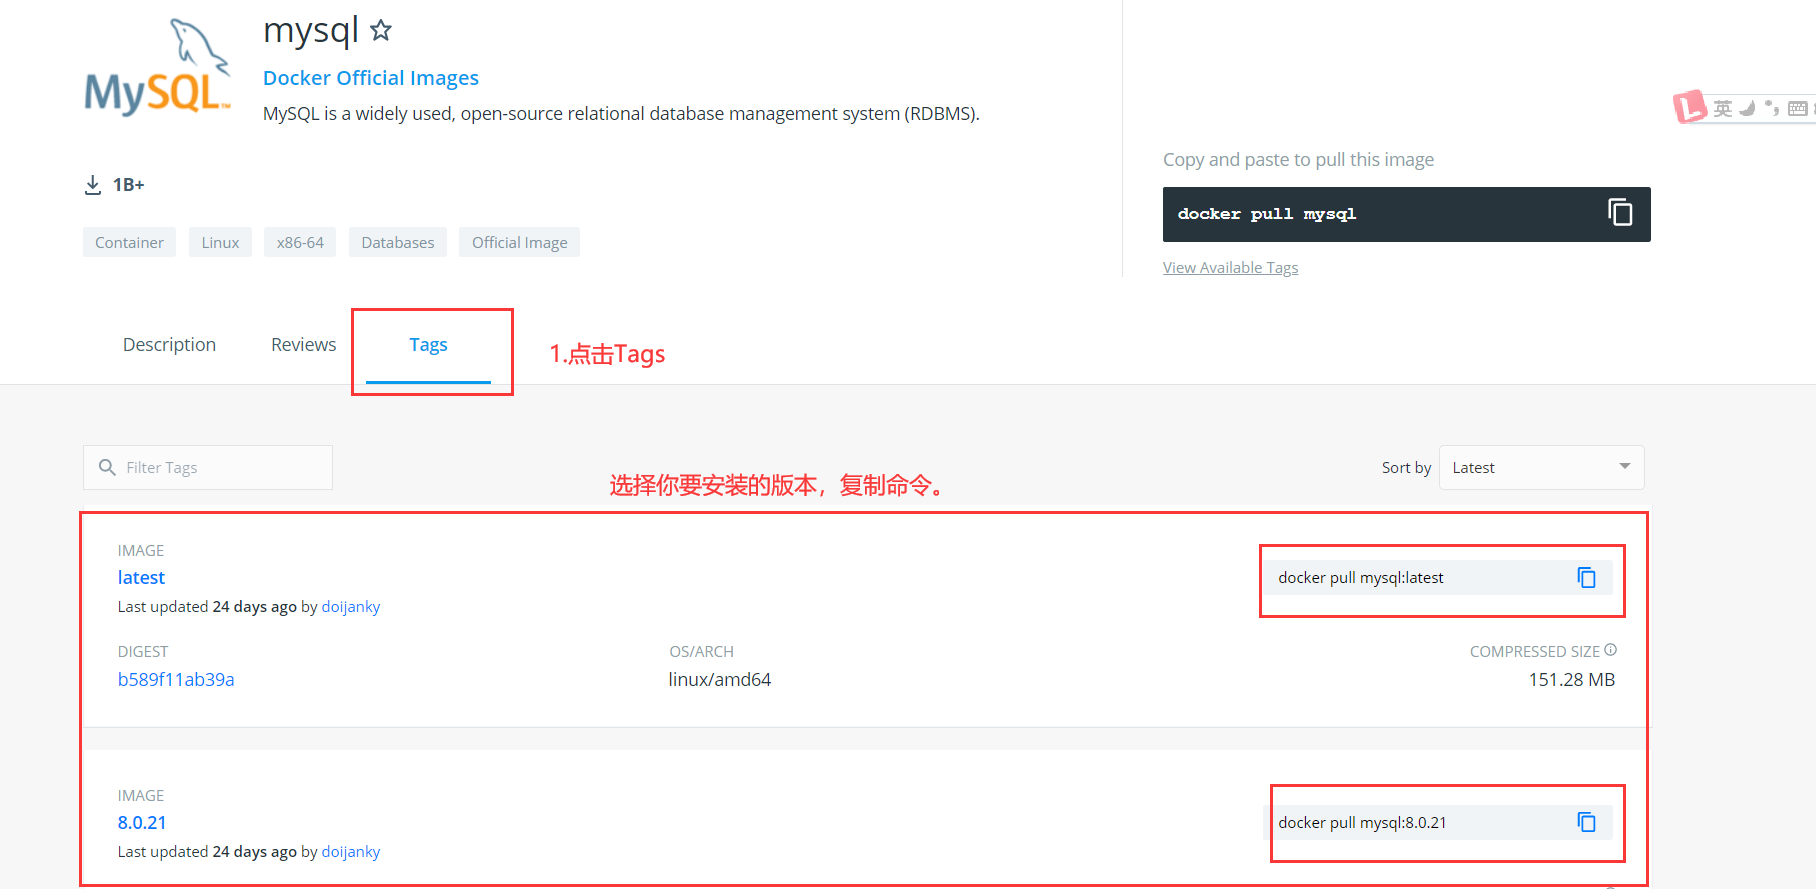 mysql
MySQL™
Docker Official Images
MySQL is a widely used, open-source relational database management system (RDBMS).
1B+
Container
Linux
x86-64
Databases
Official Image
Copy and paste to pull this image
docker pull mysql
View Available Tags
L 英
Description
Reviews
Tags
1.点击Tags
Filter Tags
选择你要安装的版本，复制命令。
Sort by
Latest
IMAGE
latest
Last updated 24 days ago by doijanky
docker pull mysql:latest
DIGEST
OS/ARCH
COMPRESSED SIZE
b589f11ab39a
linux/amd64
151.28 MB
IMAGE
8.0.21
Last updated 24 days ago by doijanky
docker pull mysql:8.0.21